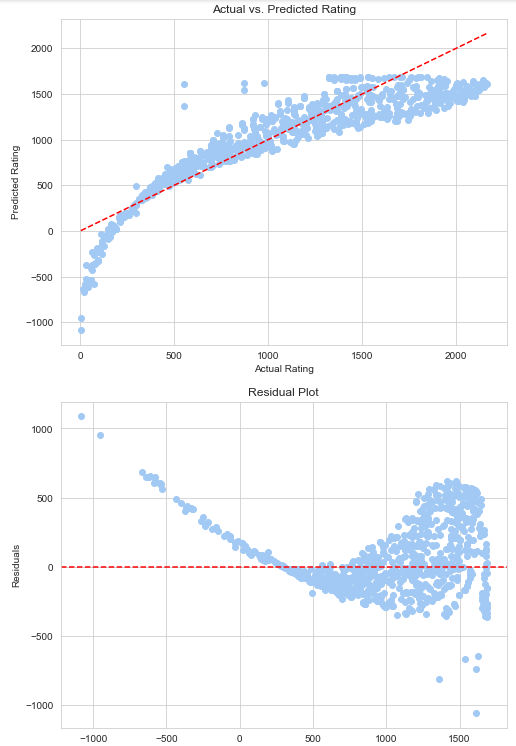 Actual vs. Predicted Rating
2000
1500
1000
500
0
−500
−1000
Predicted Rating
0 500 1000 1500 2000
Actual Rating
Residual Plot
1000
500
0
−500
−1000
Residuals
−1000 −500 0 500 1000 1500